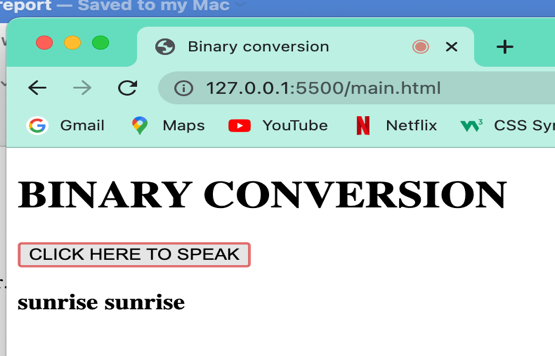 report — Saved to my Mac
Binary conversion
127.0.0.1:5500/main.html
Gmail Maps YouTube Netflix CSS Syn
BINARY CONVERSION
CLICK HERE TO SPEAK
sunrise sunrise